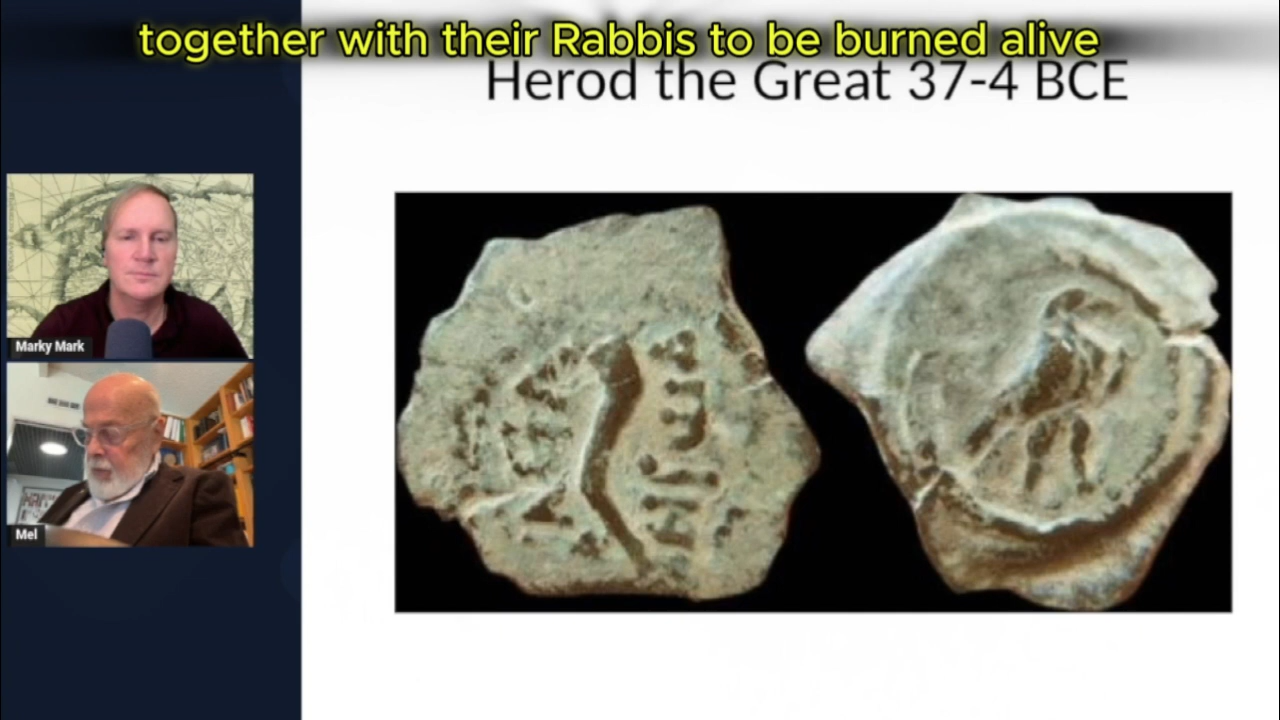 together with their Rabbis to be burned alive
Herod the Great 37-4 BCE
Marky Mark
Mel